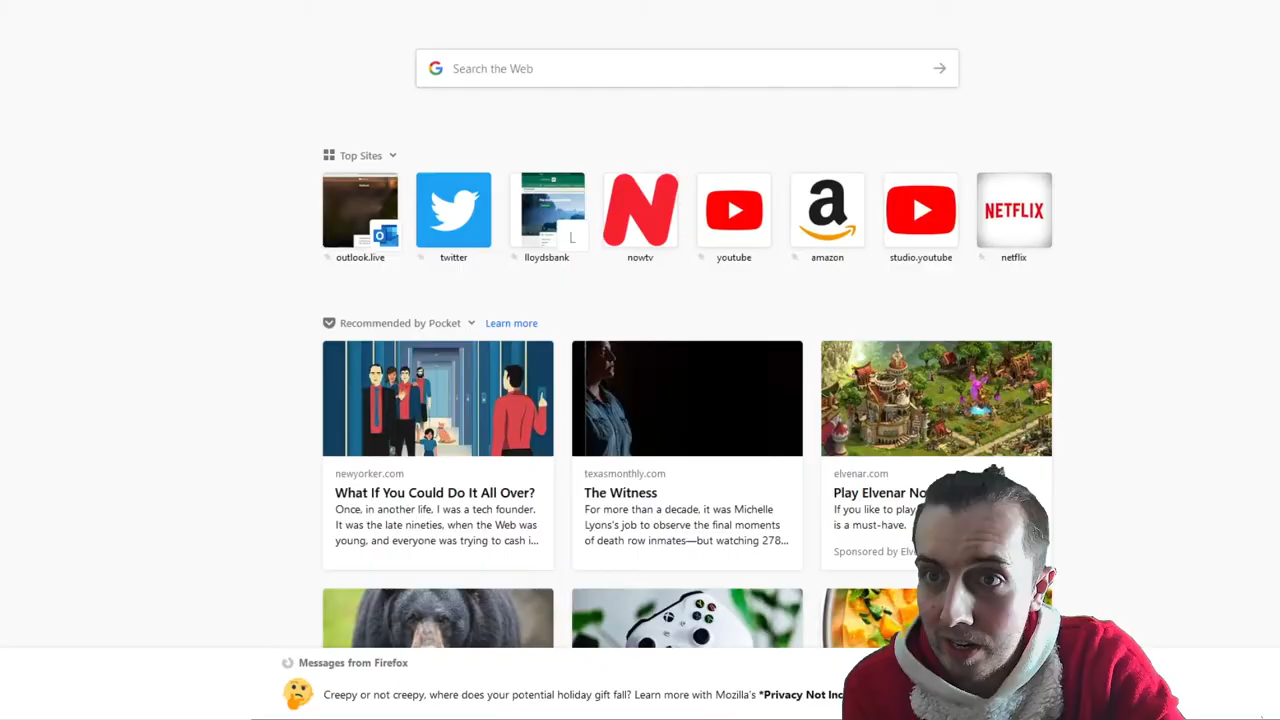 Search the Web
Top Sites
L
N
a
NETFLIX
outlook.live
twitter
lloydsbank
nowtv
youtube
amazon
studio.youtube
netflix
Recommended by Pocket
Learn more
newyorker.com
What If You Could Do It All Over?
Once, in another life, I was a tech founder.
It was the late nineties, when the Web was
young, and everyone was trying to cash i...
texasmonthly.com
The Witness
For more than a decade, it was Michelle
Lyons's job to observe the final moments
of death row inmates—but watching 278...
elvenar.com
Play Elvenar
If you like to play
is a must-have.
Sponsored by
Messages from Firefox
Creepy or not creepy, where does your potential holiday gift fall? Learn more with Mozilla's *Privacy Not